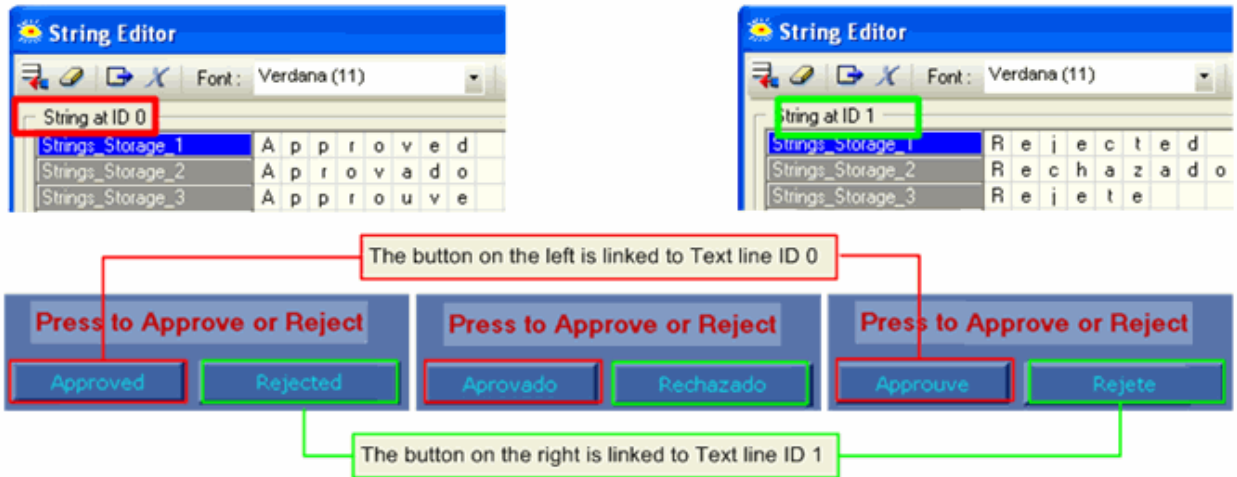 String Editor
Font: Verdana (11)
String at ID 0
Strings_Storage_1 Approved
Strings_Storage_2 Aprovado
Strings_Storage_3 Approuve
String Editor
Font: Verdana (11)
String at ID 1
Strings_Storage_1 Rejected
Strings_Storage_2 Rechazado
Strings_Storage_3 Rejete
The button on the left is linked to Text line ID 0
Press to Approve or Reject
Approved Rejected
Press to Approve or Reject
Aprovado Rechazado
Press to Approve or Reject
Approuve Rejete
The button on the right is linked to Text line ID 1